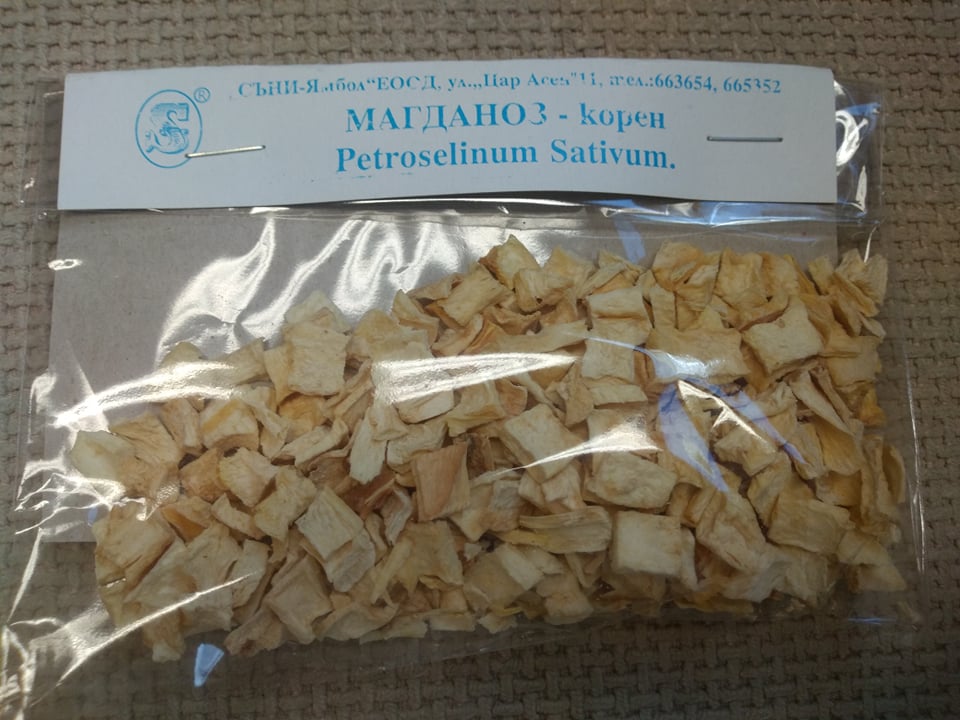 СЪНИ-Ямбол“ЕООД, ул.„Цар Асен"11, тел.:663654, 665352
®
МАГДАНОЗ - корен
Petroselinum Sativum.